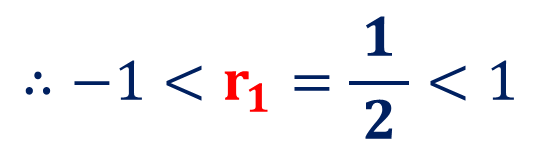 ∴ −1 < r₁ = 1/2 < 1